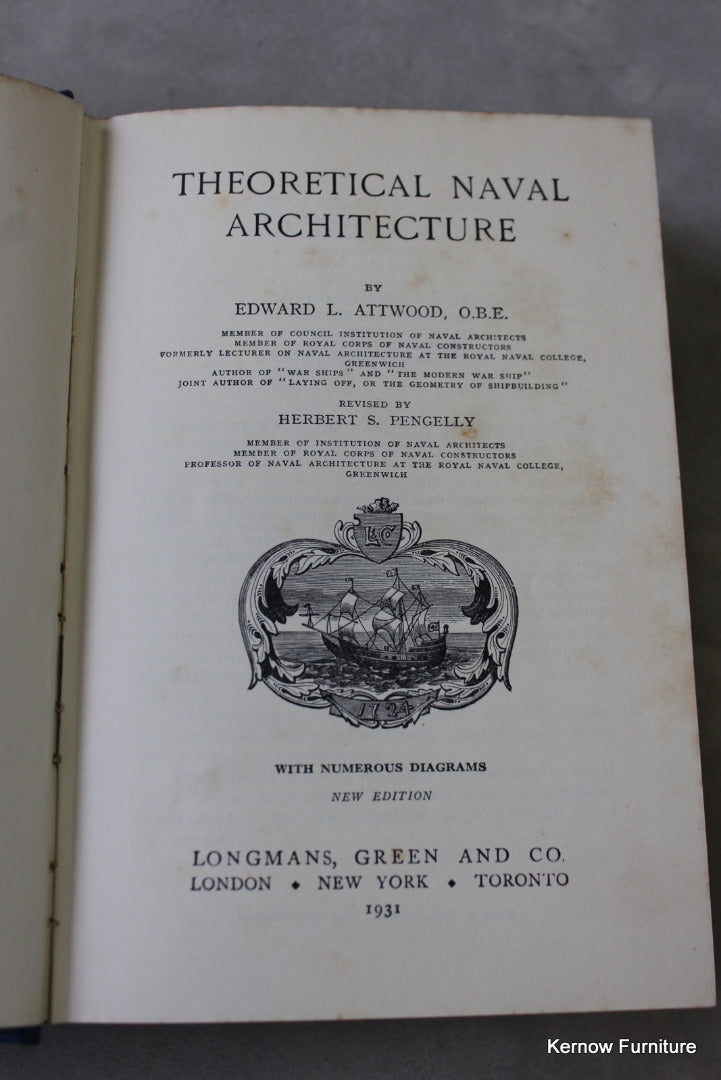 THEORETICAL NAVAL
ARCHITECTURE
BY
EDWARD L. ATTWOOD, O.B.E.
MEMBER OF COUNCIL INSTITUTION OF NAVAL ARCHITECTS
MEMBER OF ROYAL CORPS OF NAVAL CONSTRUCTORS
FORMERLY LECTURER ON NAVAL ARCHITECTURE AT THE ROYAL NAVAL COLLEGE,
GREENWICH
AUTHOR OF "WAR SHIPS" AND "THE MODERN WAR SHIP"
JOINT AUTHOR OF "LAYING OFF, OR THE GEOMETRY OF SHIPBUILDING"
REVISED BY
HERBERT S. PENGELLY
MEMBER OF INSTITUTION OF NAVAL ARCHITECTS
MEMBER OF ROYAL CORPS OF NAVAL CONSTRUCTORS
PROFESSOR OF NAVAL ARCHITECTURE AT THE ROYAL NAVAL COLLEGE,
GREENWICH
L&C°
1724
WITH NUMEROUS DIAGRAMS
NEW EDITION
LONGMANS, GREEN AND CO.
LONDON ♦ NEW YORK ♦ TORONTO
1931
Kernow Furniture